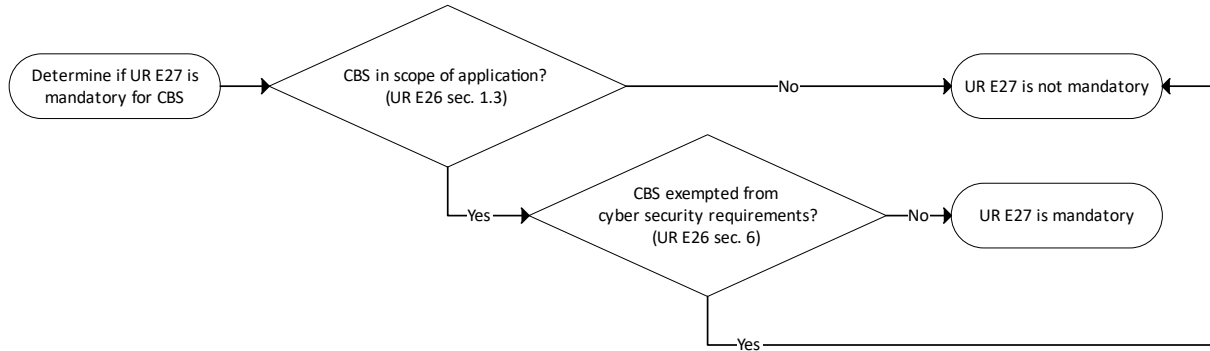 Determine if UR E27 is
mandatory for CBS
CBS in scope of application?
(UR E26 sec. 1.3)
No
UR E27 is not mandatory
Yes
CBS exempted from
cyber security requirements?
(UR E26 sec. 6)
No
UR E27 is mandatory
Yes